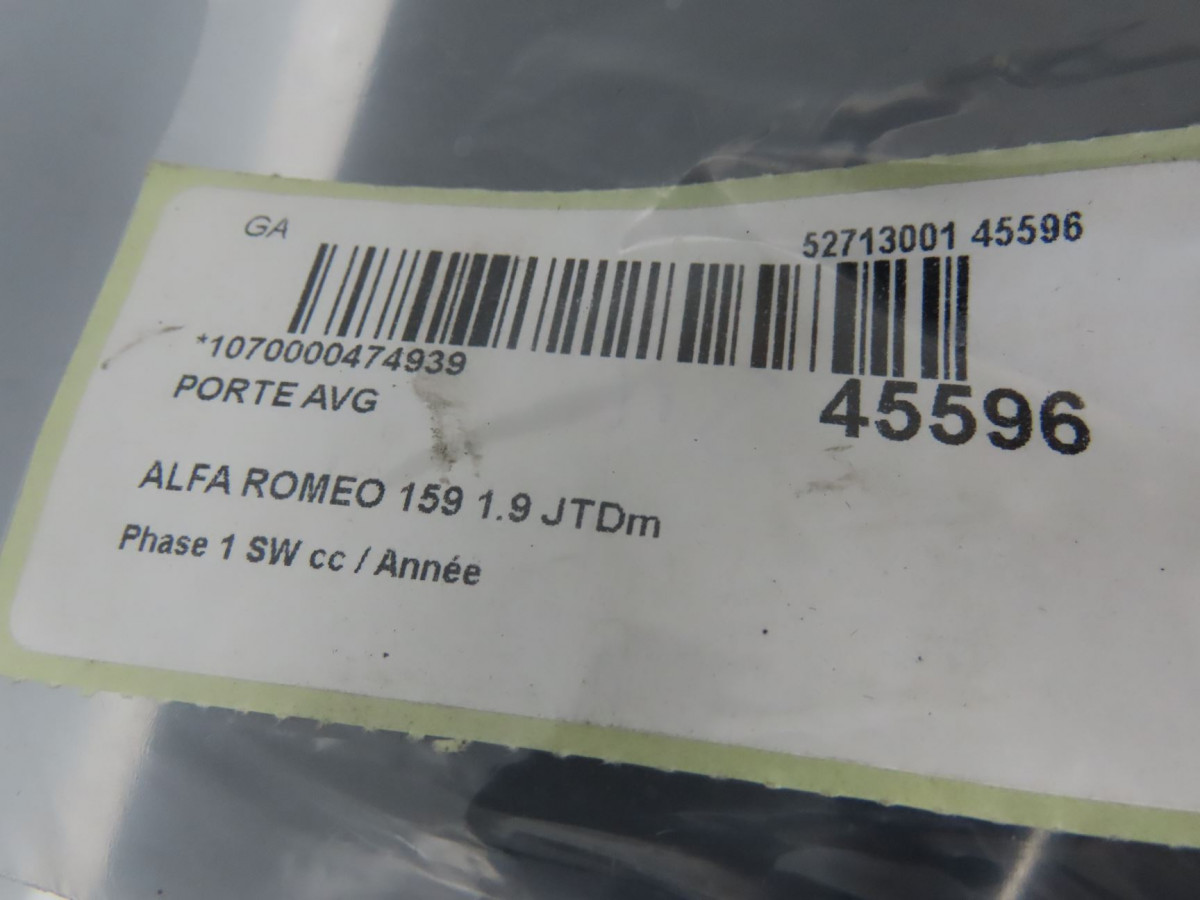 GA
52713001 45596
*1070000474939
45596
PORTE AVG
ALFA ROMEO 159 1.9 JTDm
Phase 1 SW cc / Année